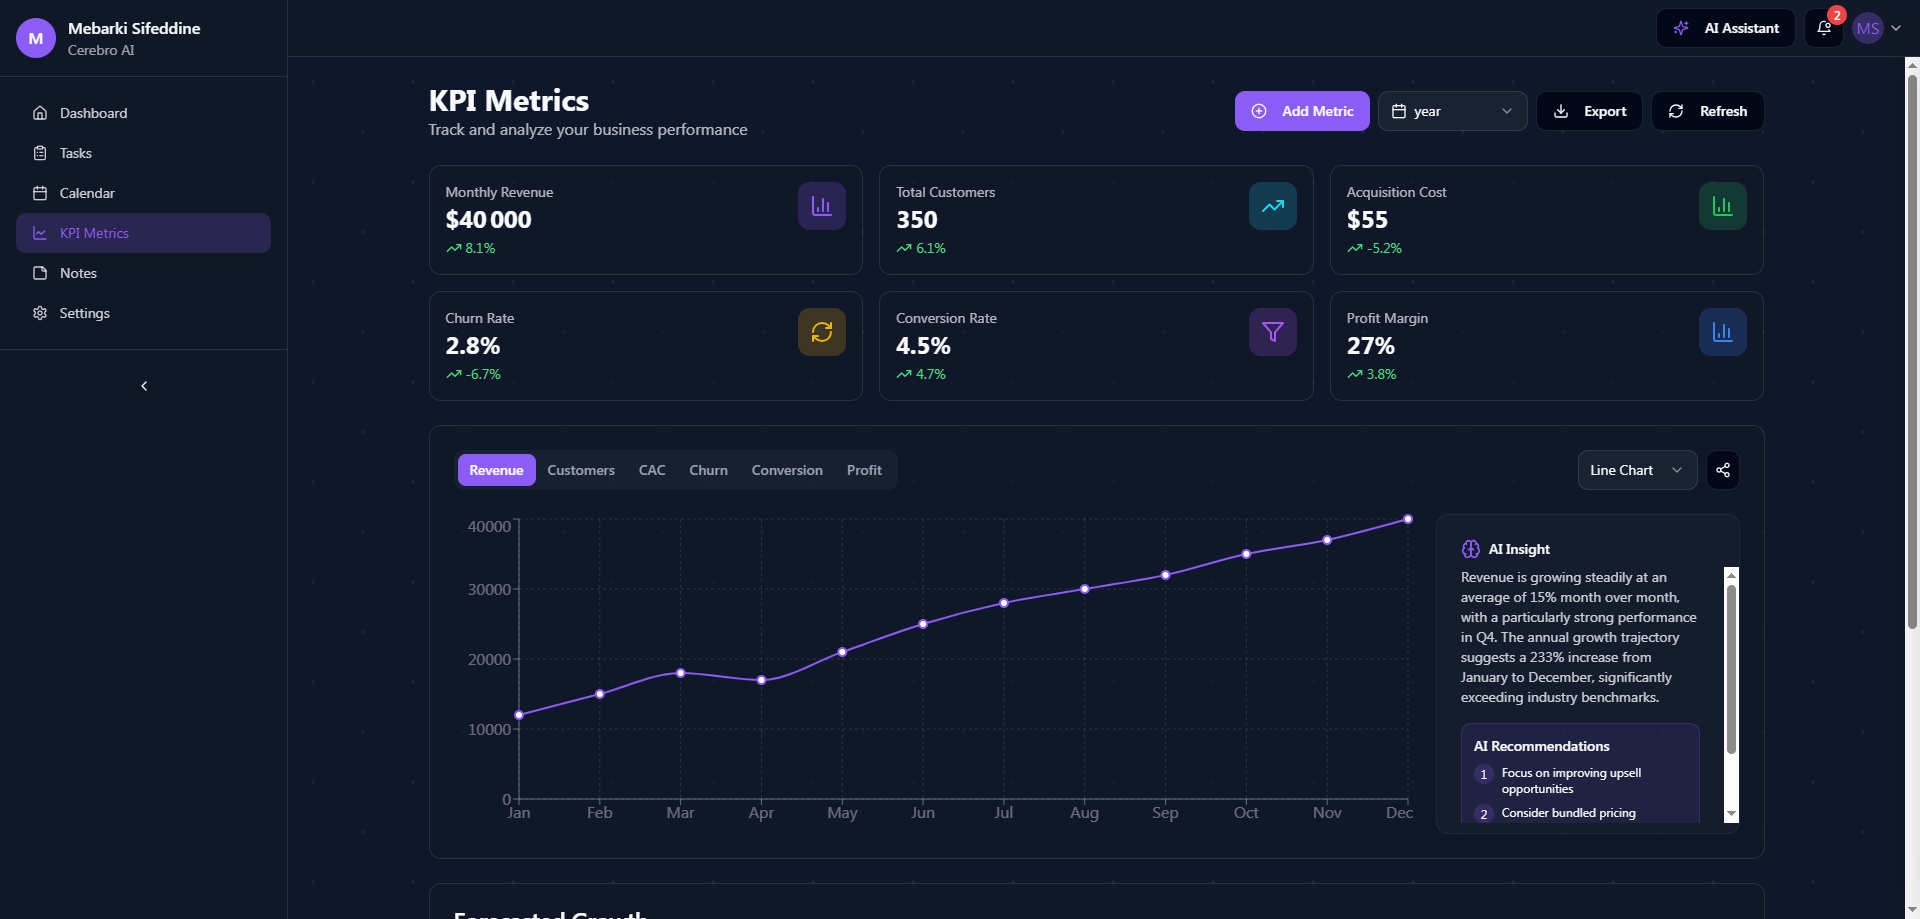 M
Mebarki Sifeddine
Cerebro AI
AI Assistant
2
MS
Dashboard
Tasks
Calendar
KPI Metrics
Notes
Settings
KPI Metrics
Track and analyze your business performance
Add Metric
year
Export
Refresh
Monthly Revenue
$40 000
8.1%
Total Customers
350
6.1%
Acquisition Cost
$55
-5.2%
Churn Rate
2.8%
-6.7%
Conversion Rate
4.5%
4.7%
Profit Margin
27%
3.8%
Revenue Customers CAC Churn Conversion Profit
Line Chart
40000
30000
20000
10000
0
Jan Feb Mar Apr May Jun Jul Aug Sep Oct Nov Dec
AI Insight
Revenue is growing steadily at an
average of 15% month over month,
with a particularly strong performance
in Q4. The annual growth trajectory
suggests a 233% increase from
January to December, significantly
exceeding industry benchmarks.
AI Recommendations
1 Focus on improving upsell
opportunities
2 Consider bundled pricing
Forecasted Growth